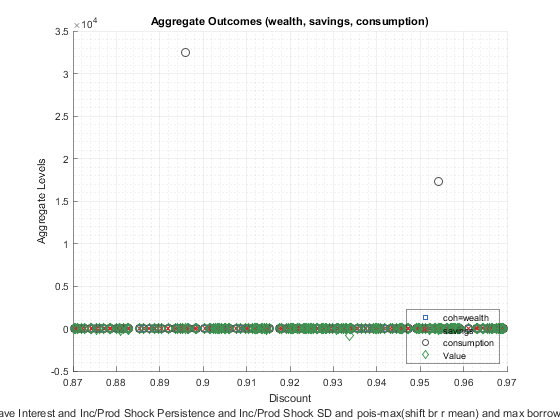 Aggregate Outcomes (wealth, savings, consumption)
×10⁴
3.5
3
2.5
2
1.5
1
0.5
0
-0.5
Aggregate Levels
0.87
0.88
0.89
0.9
0.91
0.92
0.93
0.94
0.95
0.96
0.97
Discount
coh=wealth
savings
consumption
Value
ave Interest and Inc/Prod Shock Persistence and Inc/Prod Shock SD and pois-max(shift br r mean) and max borrow